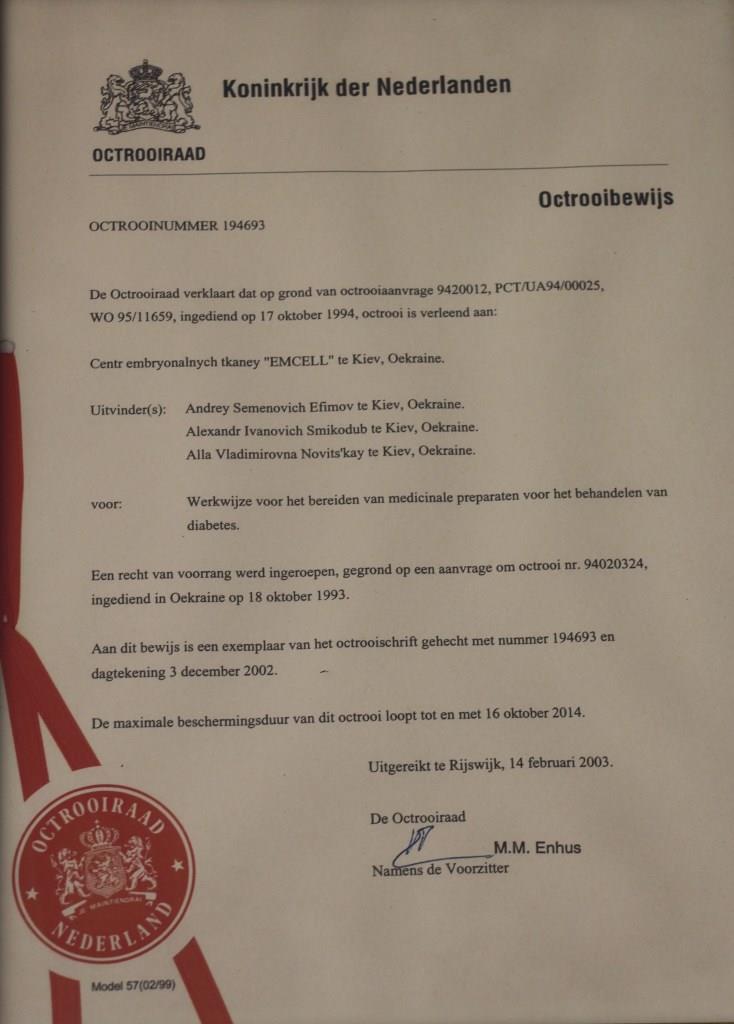 Koninkrijk der Nederlanden
JE MAINTIENDRAI
OCTROOIRAAD
Octrooibewijs
OCTROOINUMMER 194693
De Octrooiraad verklaart dat op grond van octrooiaanvrage 9420012, PCT/UA94/00025,
WO 95/11659, ingediend op 17 oktober 1994, octrooi is verleend aan:
Centr embryonalnych tkaney "EMCELL" te Kiev, Oekraine.
Uitvinder(s): Andrey Semenovich Efimov te Kiev, Oekraine.
Alexandr Ivanovich Smikodub te Kiev, Oekraine.
Alla Vladimirovna Novits'kay te Kiev, Oekraine.
voor: Werkwijze voor het bereiden van medicinale preparaten voor het behandelen van
diabetes.
Een recht van voorrang werd ingeroepen, gegrond op een aanvrage om octrooi nr. 94020324,
ingediend in Oekraine op 18 oktober 1993.
Aan dit bewijs is een exemplaar van het octrooischrift gehecht met nummer 194693 en
dagtekening 3 december 2002.
De maximale beschermingsduur van dit octrooi loopt tot en met 16 oktober 2014.
Uitgereikt te Rijswijk, 14 februari 2003.
De Octrooiraad
M.M. Enhus
Namens de Voorzitter
OCTROOIRAAD
JE MAINTIENDRAI
NEDERLAND
Model 57(02/99)